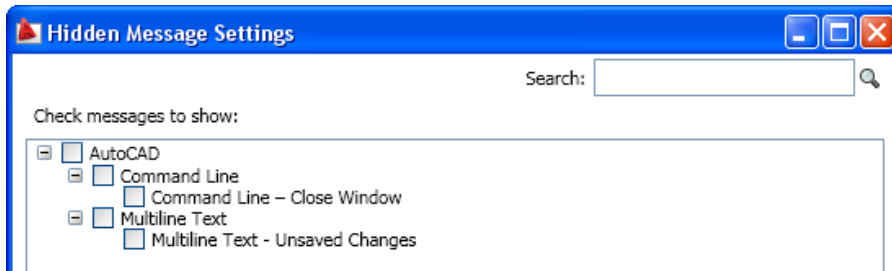 Hidden Message Settings
Search:
Check messages to show:
AutoCAD
Command Line
Command Line – Close Window
Multiline Text
Multiline Text - Unsaved Changes